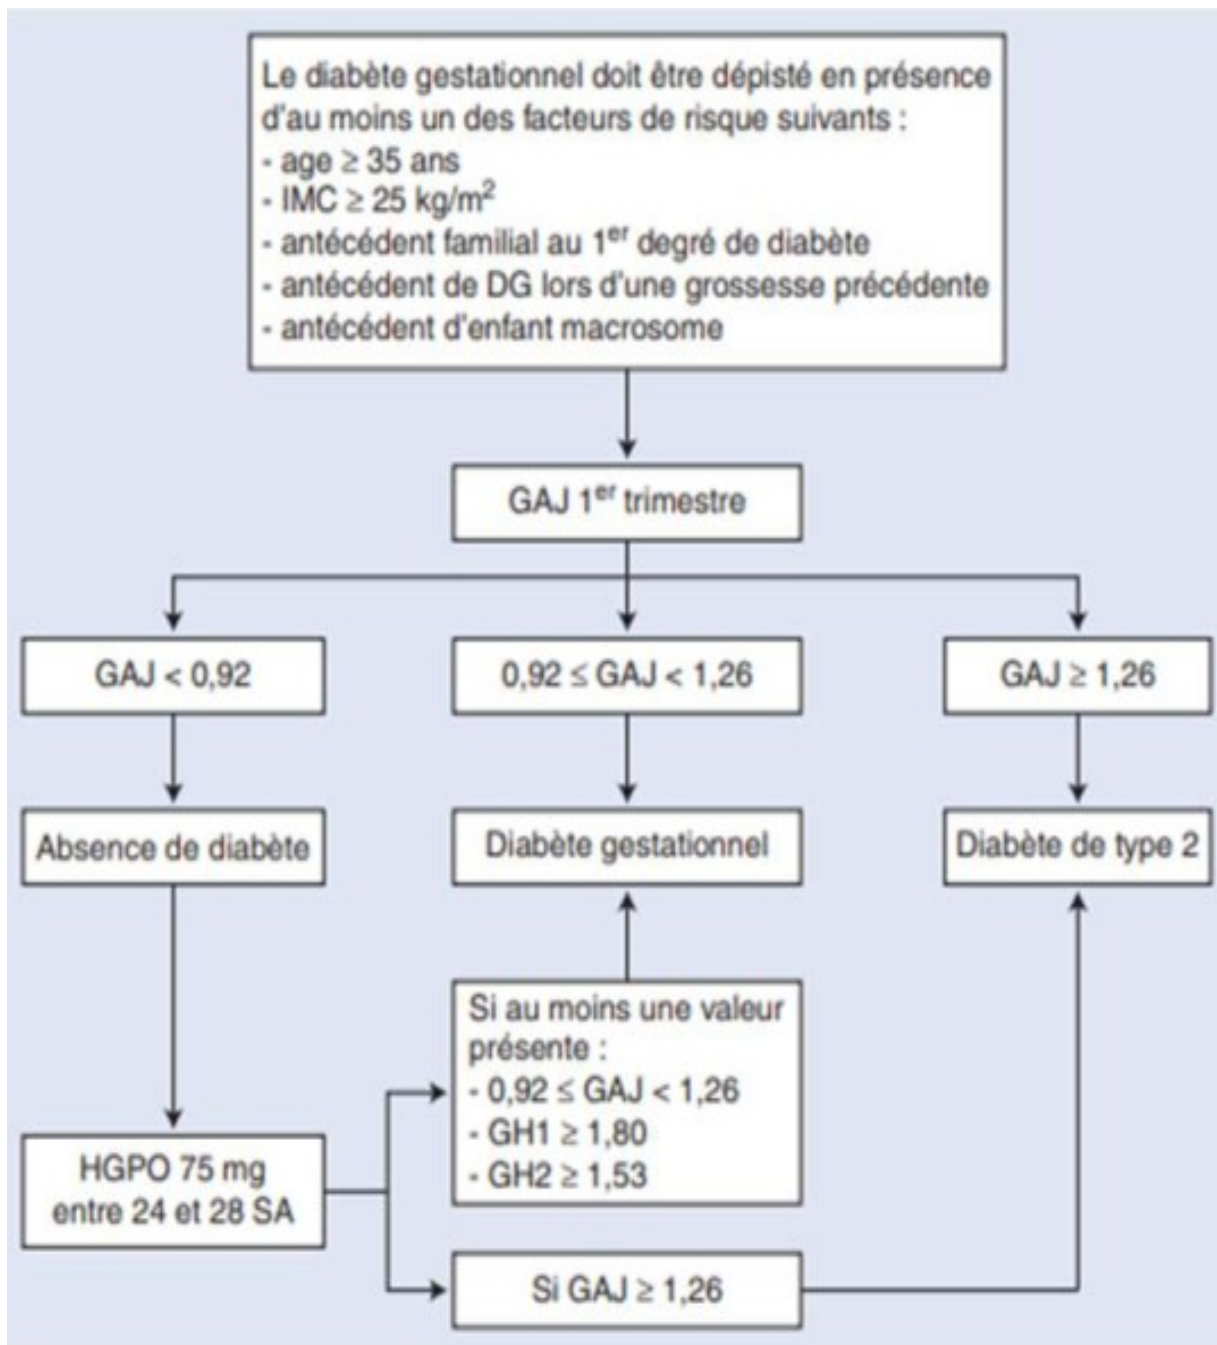 Le diabète gestationnel doit être dépisté en présence
d'au moins un des facteurs de risque suivants :
- age ≥ 35 ans
- IMC ≥ 25 kg/m²
- antécédent familial au 1er degré de diabète
- antécédent de DG lors d'une grossesse précédente
- antécédent d'enfant macrosome
GAJ 1er trimestre
GAJ < 0,92
0,92 ≤ GAJ < 1,26
GAJ ≥ 1,26
Absence de diabète
Diabète gestationnel
Diabète de type 2
Si au moins une valeur
présente :
- 0,92 ≤ GAJ < 1,26
- GH1 ≥ 1,80
- GH2 ≥ 1,53
HGPO 75 mg
entre 24 et 28 SA
Si GAJ ≥ 1,26